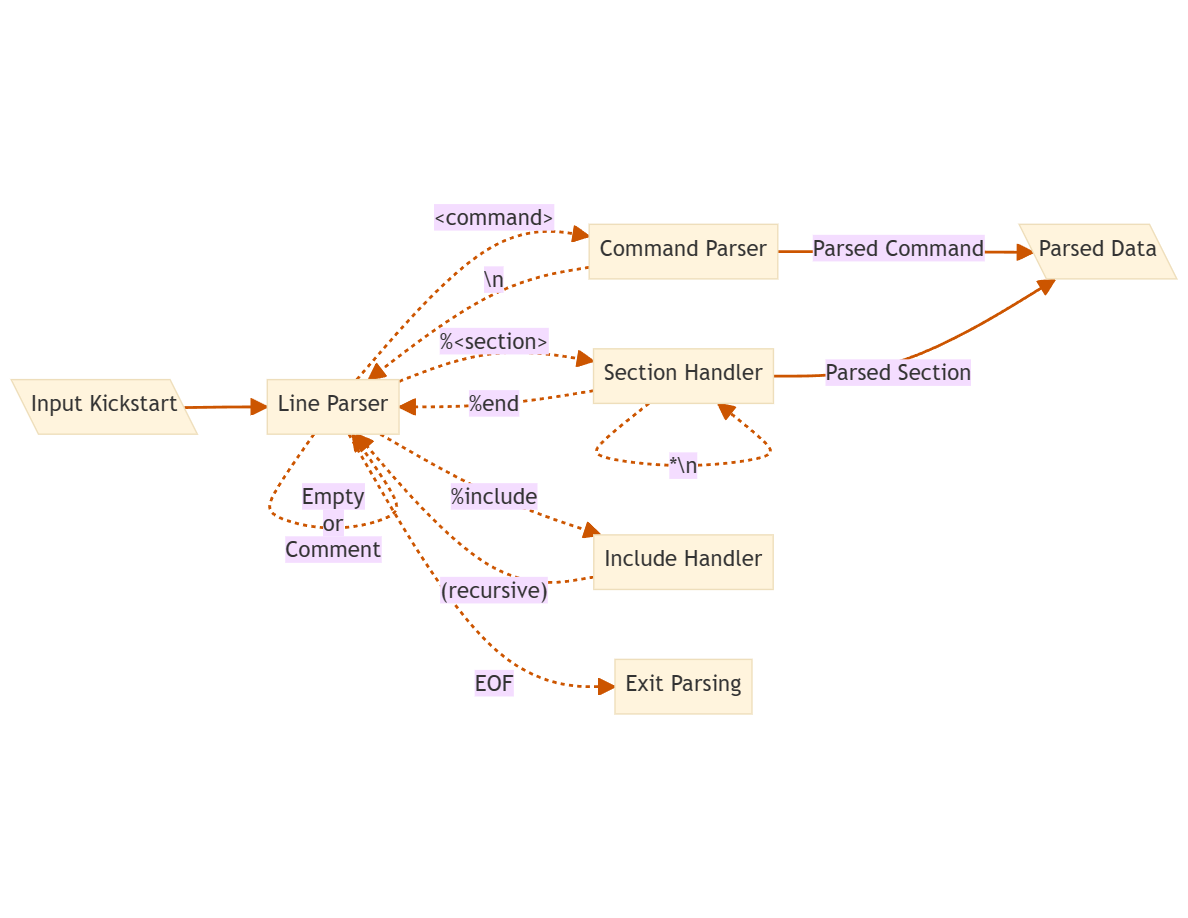 <command>
Command Parser
Parsed Command
Parsed Data
\n
%<section>
Section Handler
Parsed Section
Input Kickstart
Line Parser
%end
*\n
Empty
or
Comment
%include
Include Handler
(recursive)
EOF
Exit Parsing